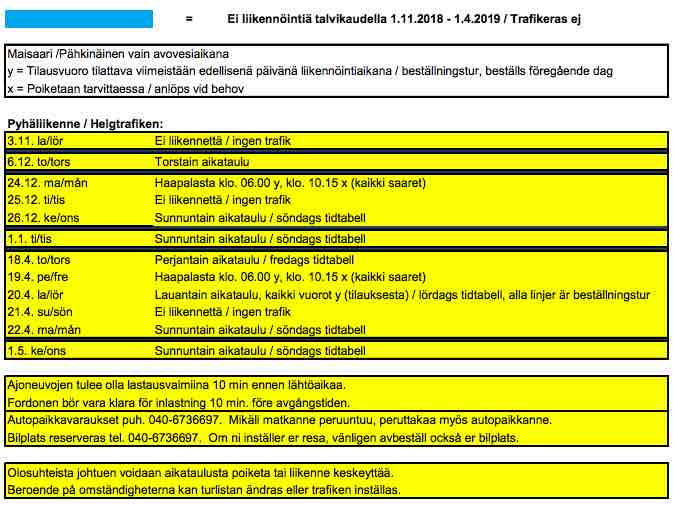 = Ei liikennöintiä talvikaudella 1.11.2018 - 1.4.2019 / Trafikeras ej
Maisaari /Pähkinäinen vain avovesiaikana
y = Tilausvuoro tilattava viimeistään edellisenä päivänä liikennöintiaikana / beställningstur, beställs föregående dag
x = Poiketaan tarvittaessa / anlöps vid behov
Pyhäliikenne / Helgtrafiken:
3.11. la/lör Ei liikennettä / ingen trafik
6.12. to/tors Torstain aikataulu
24.12. ma/mån Haapalasta klo. 06.00 y, klo. 10.15 x (kaikki saaret)
25.12. ti/tis Ei liikennettä / ingen trafik
26.12. ke/ons Sunnuntain aikataulu / söndags tidtabell
1.1. ti/tis Sunnuntain aikataulu / söndags tidtabell
18.4. to/tors Perjantain aikataulu / fredags tidtabell
19.4. pe/fre Haapalasta klo. 06.00 y, klo. 10.15 x (kaikki saaret)
20.4. la/lör Lauantain aikataulu, kaikki vuorot y (tilauksesta) / lördags tidtabell, alla linjer är beställningstur
21.4. su/sön Ei liikennettä / ingen trafik
22.4. ma/mån Sunnuntain aikataulu / söndags tidtabell
1.5. ke/ons Sunnuntain aikataulu / söndags tidtabell
Ajoneuvojen tulee olla lastausvalmiina 10 min ennen lähtöaikaa.
Fordonen bör vara klara för inlastning 10 min. före avgångstiden.
Autopaikkavaraukset puh. 040-6736697. Mikäli matkanne peruuntuu, peruttakaa myös autopaikkanne.
Bilplats reserveras tel. 040-6736697. Om ni inställer er resa, vänligen avbeställ också er bilplats.
Olosuhteista johtuen voidaan aikataulusta poiketa tai liikenne keskeyttää.
Beroende på omständigheterna kan turlistan ändras eller trafiken inställas.